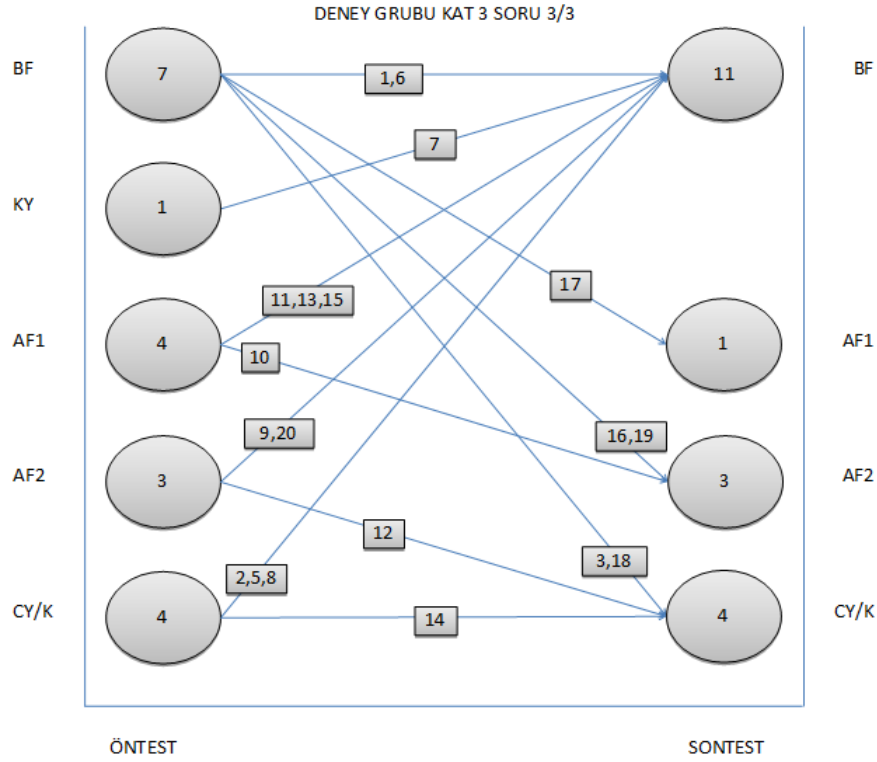 DENEY GRUBU KAT 3 SORU 3/3
BF 7 1,6 11 BF
7
KY 1
17
11,13,15
AF1 4 10 1 AF1
9,20 16,19
AF2 3 3 AF2
12
2,5,8 3,18
CY/K 4 14 4 CY/K
ÖNTEST SONTEST